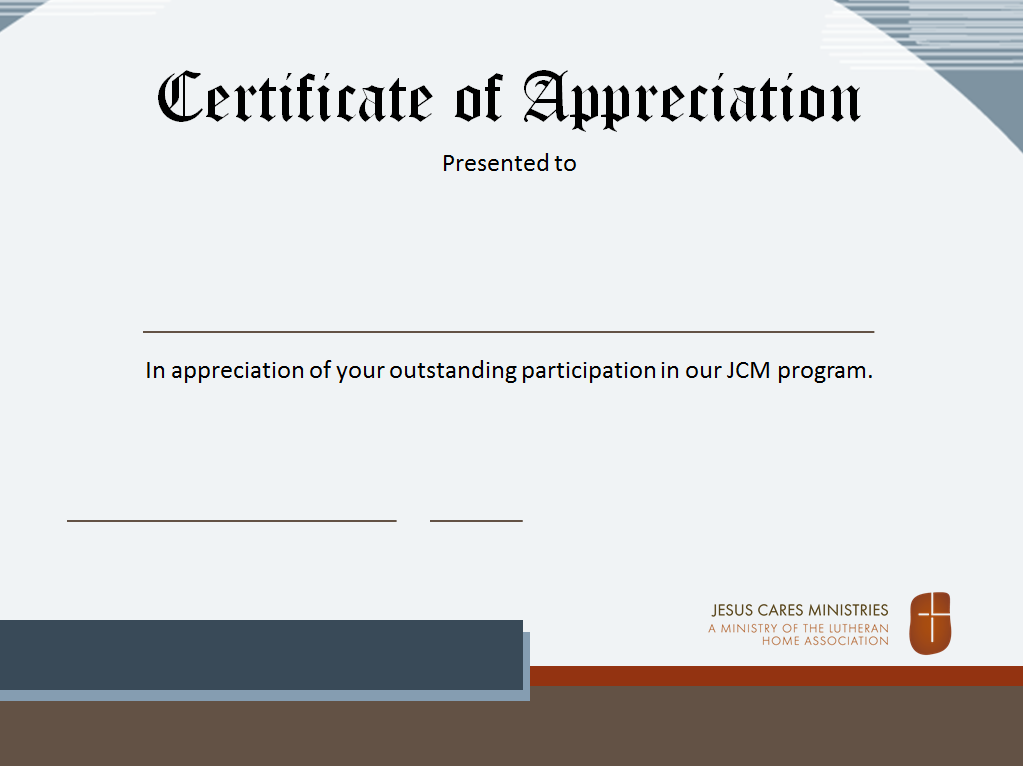 Certificate of Appreciation
Presented to
In appreciation of your outstanding participation in our JCM program.
JESUS CARES MINISTRIES
A MINISTRY OF THE LUTHERAN
HOME ASSOCIATION